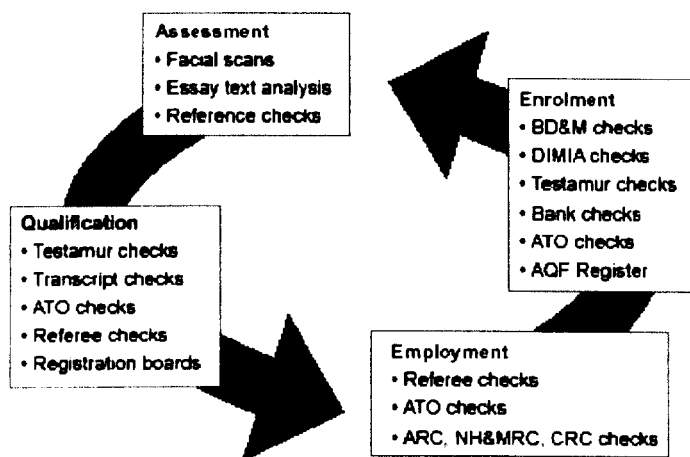 Assessment
• Facial scans
• Essay text analysis
• Reference checks
Enrolment
• BD&M checks
• DIMIA checks
• Testamur checks
• Bank checks
• ATO checks
• AQF Register
Qualification
• Testamur checks
• Transcript checks
• ATO checks
• Referee checks
• Registration boards
Employment
• Referee checks
• ATO checks
• ARC, NH&MRC, CRC checks